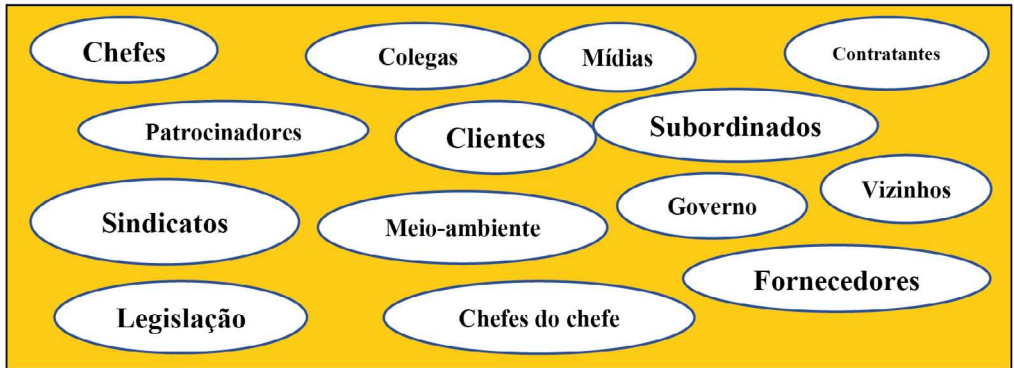 Chefes
Colegas
Mídias
Contratantes
Patrocinadores
Clientes
Subordinados
Sindicatos
Meio-ambiente
Governo
Vizinhos
Legislação
Chefes do chefe
Fornecedores